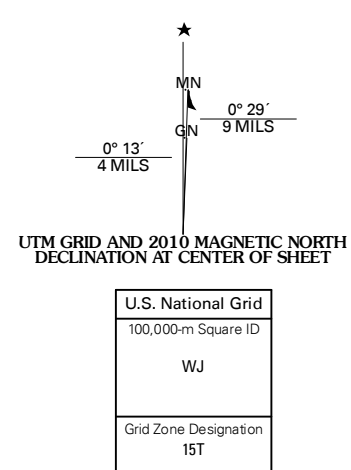 ★
MN
0° 29´
9 MILS
GN
0° 13´
4 MILS
UTM GRID AND 2010 MAGNETIC NORTH
DECLINATION AT CENTER OF SHEET
U.S. National Grid
100,000-m Square ID
WJ
Grid Zone Designation
15T